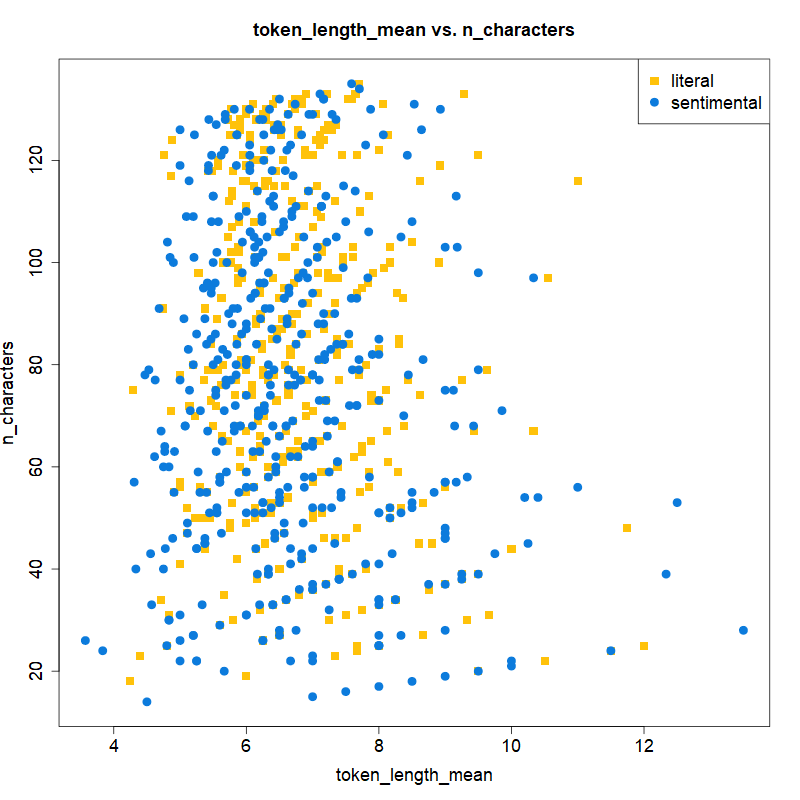 token_length_mean vs. n_characters
literal
sentimental
n_characters
120
100
80
60
40
20
4 6 8 10 12
token_length_mean